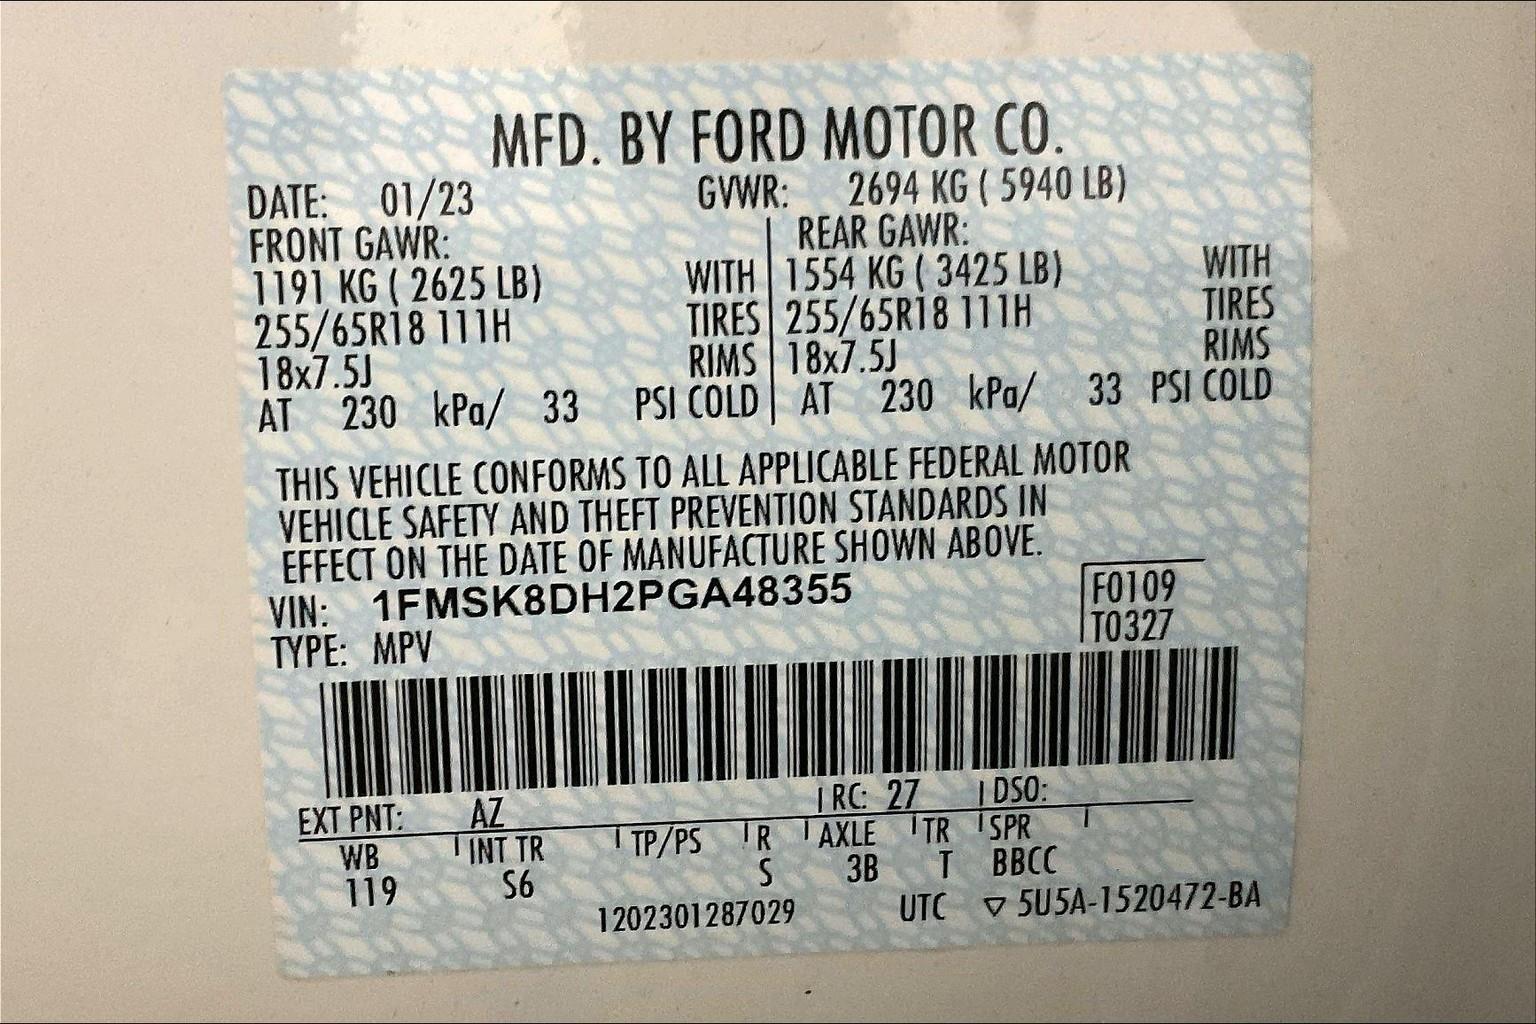 MFD. BY FORD MOTOR CO.
DATE: 01/23 GVWR: 2694 KG ( 5940 LB)
FRONT GAWR: REAR GAWR:
1191 KG ( 2625 LB) WITH 1554 KG ( 3425 LB) WITH
255/65R18 111H TIRES 255/65R18 111H TIRES
18x7.5J RIMS 18x7.5J RIMS
AT 230 kPa/ 33 PSI COLD AT 230 kPa/ 33 PSI COLD
THIS VEHICLE CONFORMS TO ALL APPLICABLE FEDERAL MOTOR
VEHICLE SAFETY AND THEFT PREVENTION STANDARDS IN
EFFECT ON THE DATE OF MANUFACTURE SHOWN ABOVE.
VIN: 1FMSK8DH2PGA48355 F0109
TYPE: MPV T0327
EXT PNT: AZ RC: 27 DSO:
WB INT TR TP/PS R AXLE TR SPR
119 S6 S 3B T BBCC
1202301287029 UTC ▽ 5U5A-1520472-BA